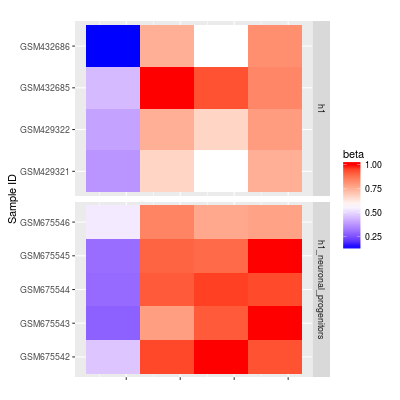 GSM432686
GSM432685
GSM429322
GSM429321
h1
GSM675546
GSM675545
GSM675544
GSM675543
GSM675542
h1_neuronal_progenitors
Sample ID
beta
1.00
0.75
0.50
0.25